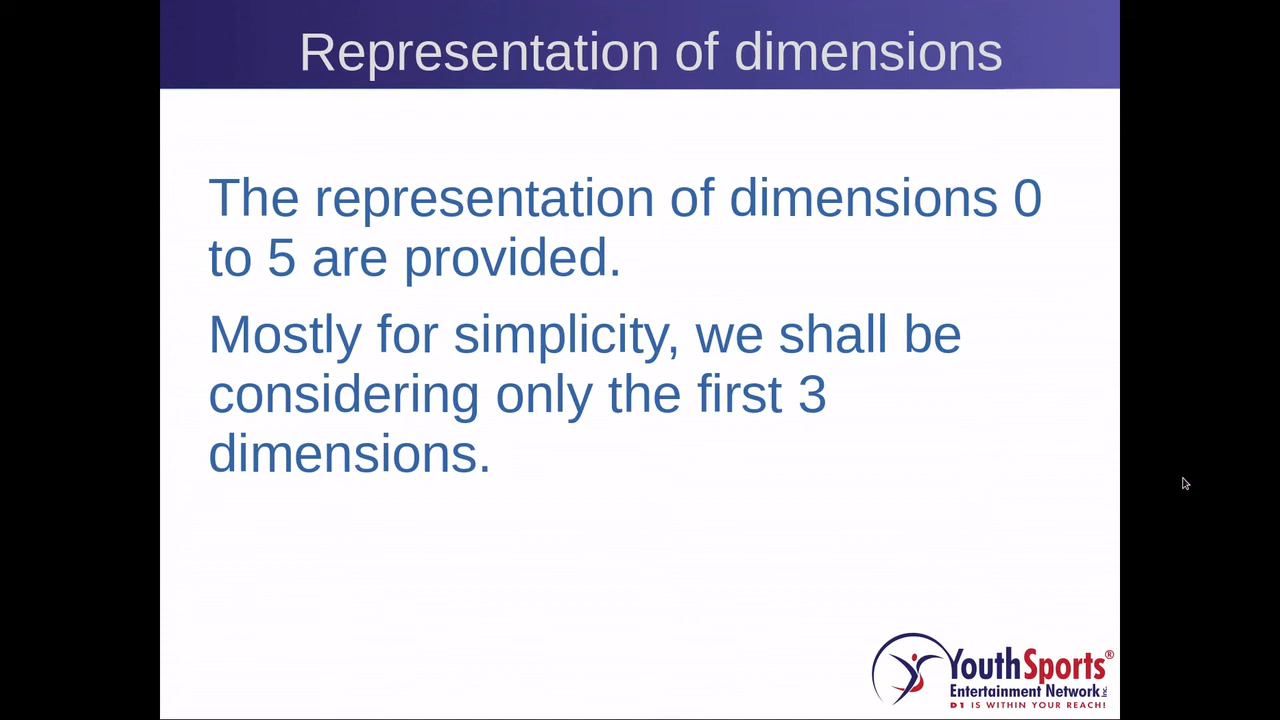 Representation of dimensions
The representation of dimensions 0
to 5 are provided.
Mostly for simplicity, we shall be
considering only the first 3
dimensions.
YouthSports®
Entertainment Network Inc.
D1 IS WITHIN YOUR REACH!